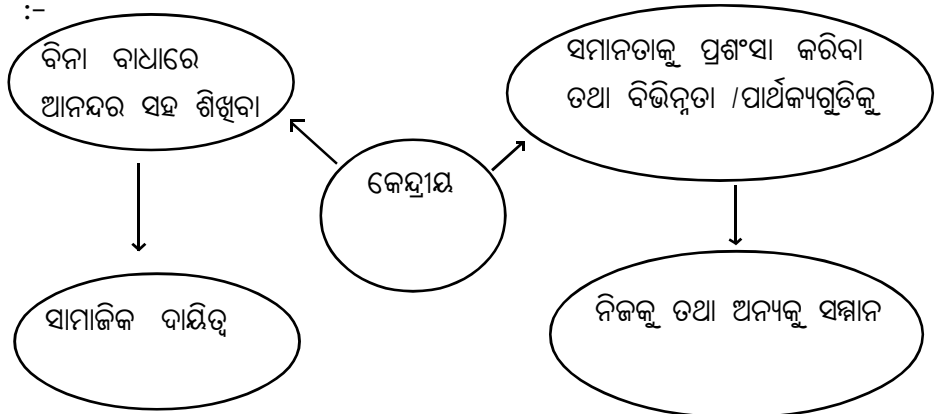 :-
ବିନା ବାଧାରେ
ଆନନ୍ଦର ସହ ଶିଖିବା
ସମାନତାକୁ ପ୍ରଶଂସା କରିବା
ତଥା ବିଭିନ୍ନତା /ପାର୍ଥକ୍ୟଗୁଡିକୁ
କେନ୍ଦ୍ରୀୟ
ସାମାଜିକ ଦାୟିତ୍ୱ
ନିଜକୁ ତଥା ଅନ୍ୟକୁ ସମ୍ମାନ